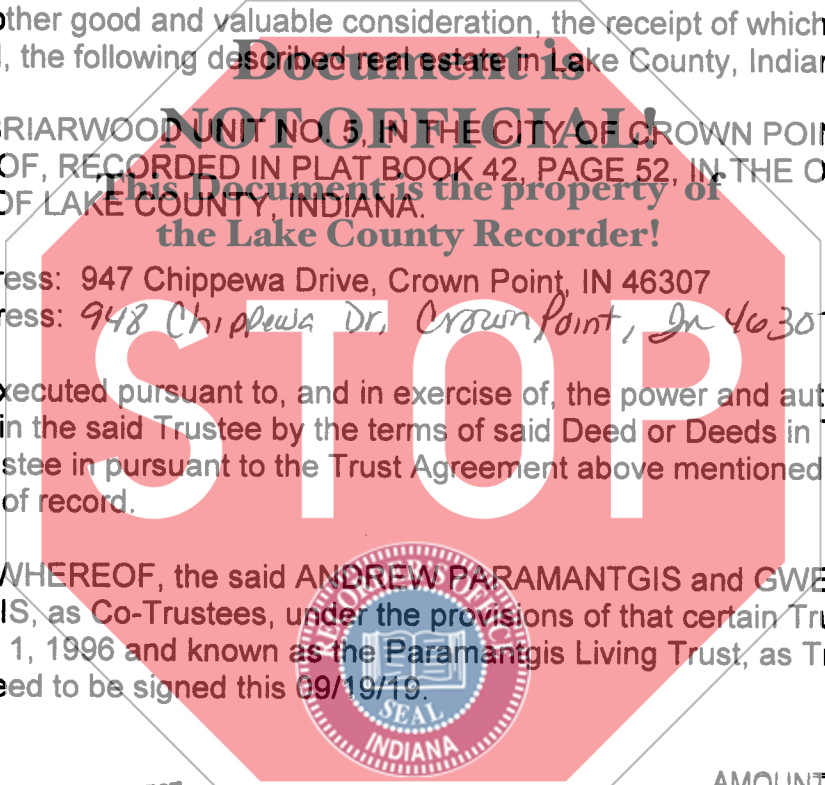 other good and valuable consideration, the receipt of which
, the following described real estate in Lake County, Indiar
Document is
NOT OFFICIAL!
This Document is the property of
the Lake County Recorder!
BRIARWOOD UNIT NO. 5, IN THE CITY OF CROWN POIN
OF, RECORDED IN PLAT BOOK 42, PAGE 52, IN THE O
OF LAKE COUNTY, INDIANA.
ress: 947 Chippewa Drive, Crown Point, IN 46307
ress: 948 Chippewa Dr, Crown Point, In 46307
STOP
xecuted pursuant to, and in exercise of, the power and aut
in the said Trustee by the terms of said Deed or Deeds in T
stee in pursuant to the Trust Agreement above mentioned
of record.
WHEREOF, the said ANDREW PARAMANTGIS and GWE
IS, as Co-Trustees, under the provisions of that certain Tru
1, 1996 and known as the Paramantgis Living Trust, as Tr
eed to be signed this 09/19/19.
SEAL
INDIANA
AMOUNT